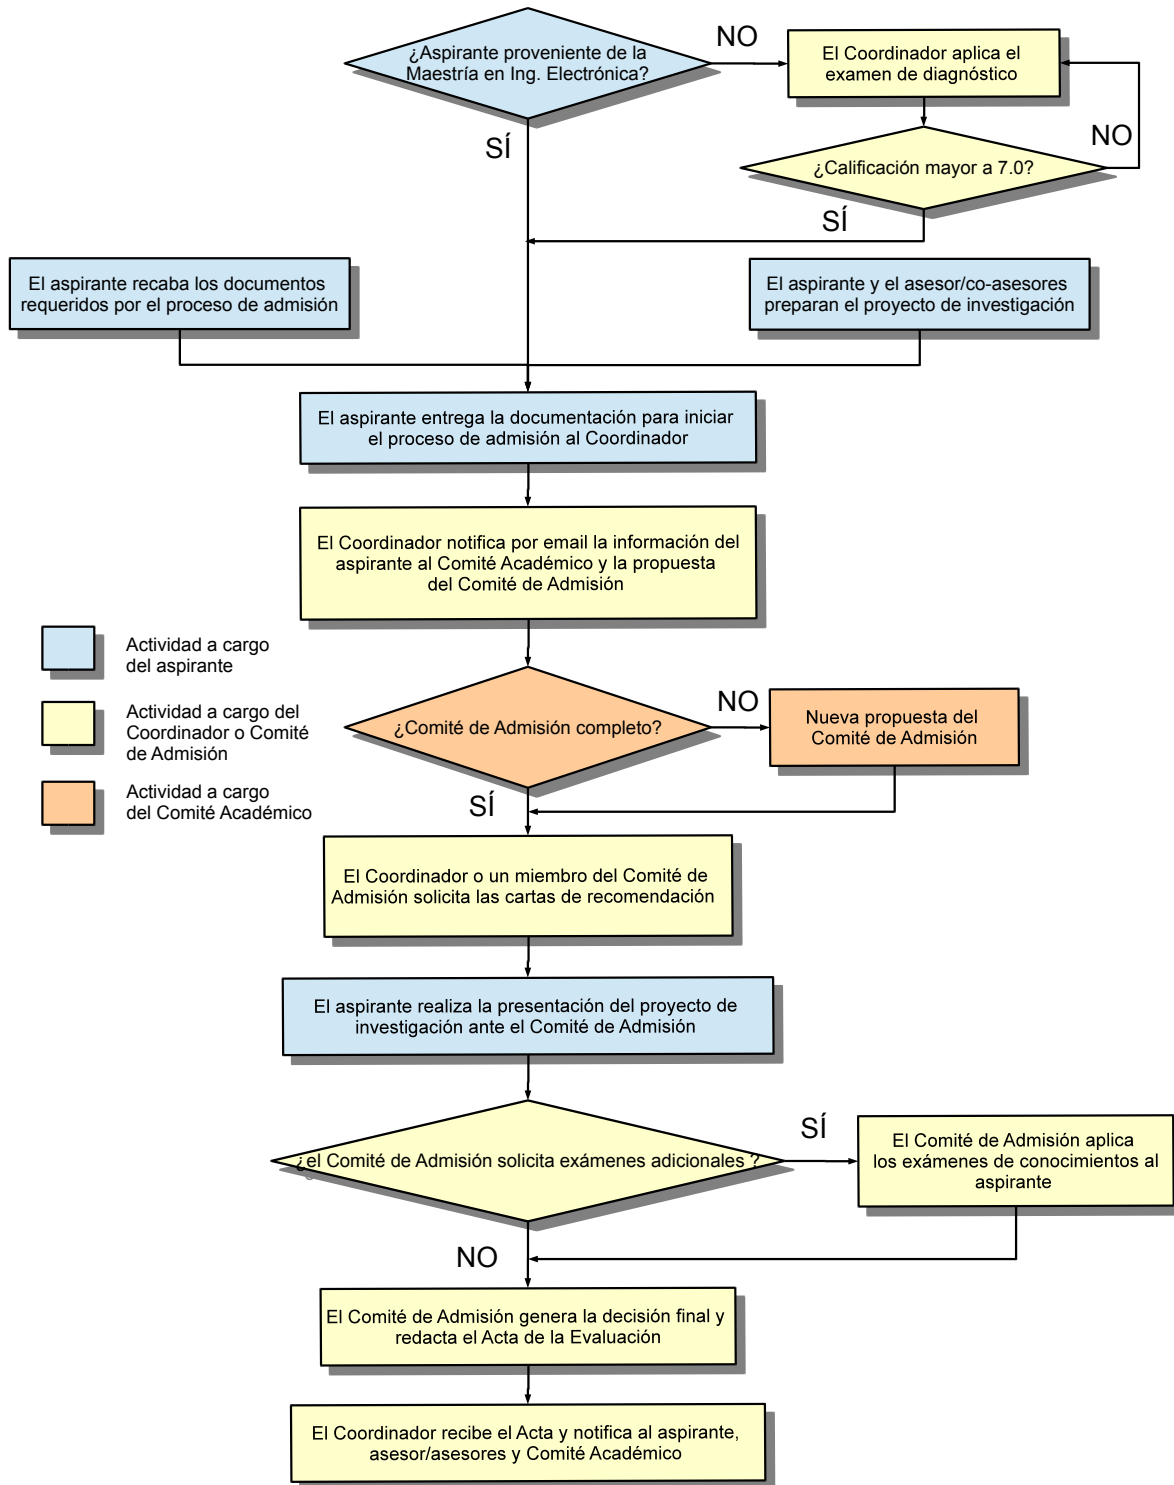 ¿Aspirante proveniente de la
Maestría en Ing. Electrónica?
NO
El Coordinador aplica el
examen de diagnóstico
SÍ
NO
¿Calificación mayor a 7.0?
SÍ
El aspirante recaba los documentos
requeridos por el proceso de admisión
El aspirante y el asesor/co-asesores
preparan el proyecto de investigación
El aspirante entrega la documentación para iniciar
el proceso de admisión al Coordinador
El Coordinador notifica por email la información del
aspirante al Comité Académico y la propuesta
del Comité de Admisión
Actividad a cargo
del aspirante
Actividad a cargo del
Coordinador o Comité
de Admisión
Actividad a cargo
del Comité Académico
¿Comité de Admisión completo?
NO
Nueva propuesta del
Comité de Admisión
SÍ
El Coordinador o un miembro del Comité de
Admisión solicita las cartas de recomendación
El aspirante realiza la presentación del proyecto de
investigación ante el Comité de Admisión
¿el Comité de Admisión solicita exámenes adicionales ?
SÍ
El Comité de Admisión aplica
los exámenes de conocimientos al
aspirante
NO
El Comité de Admisión genera la decisión final y
redacta el Acta de la Evaluación
El Coordinador recibe el Acta y notifica al aspirante,
asesor/asesores y Comité Académico